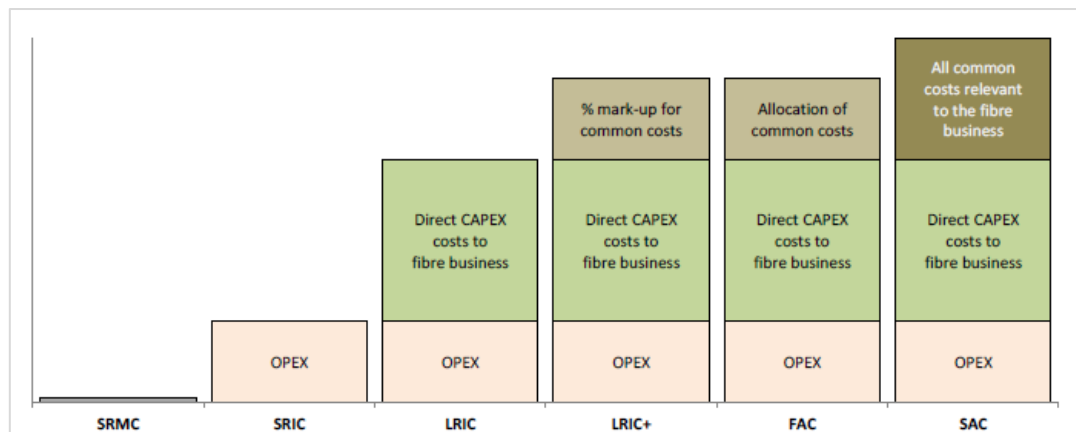 All common
costs relevant
to the fibre
business
% mark-up for
common costs
Allocation of
common costs
Direct CAPEX
costs to
fibre business
Direct CAPEX
costs to
fibre business
Direct CAPEX
costs to
fibre business
Direct CAPEX
costs to
fibre business
OPEX
OPEX
OPEX
OPEX
OPEX
SRMC
SRIC
LRIC
LRIC+
FAC
SAC